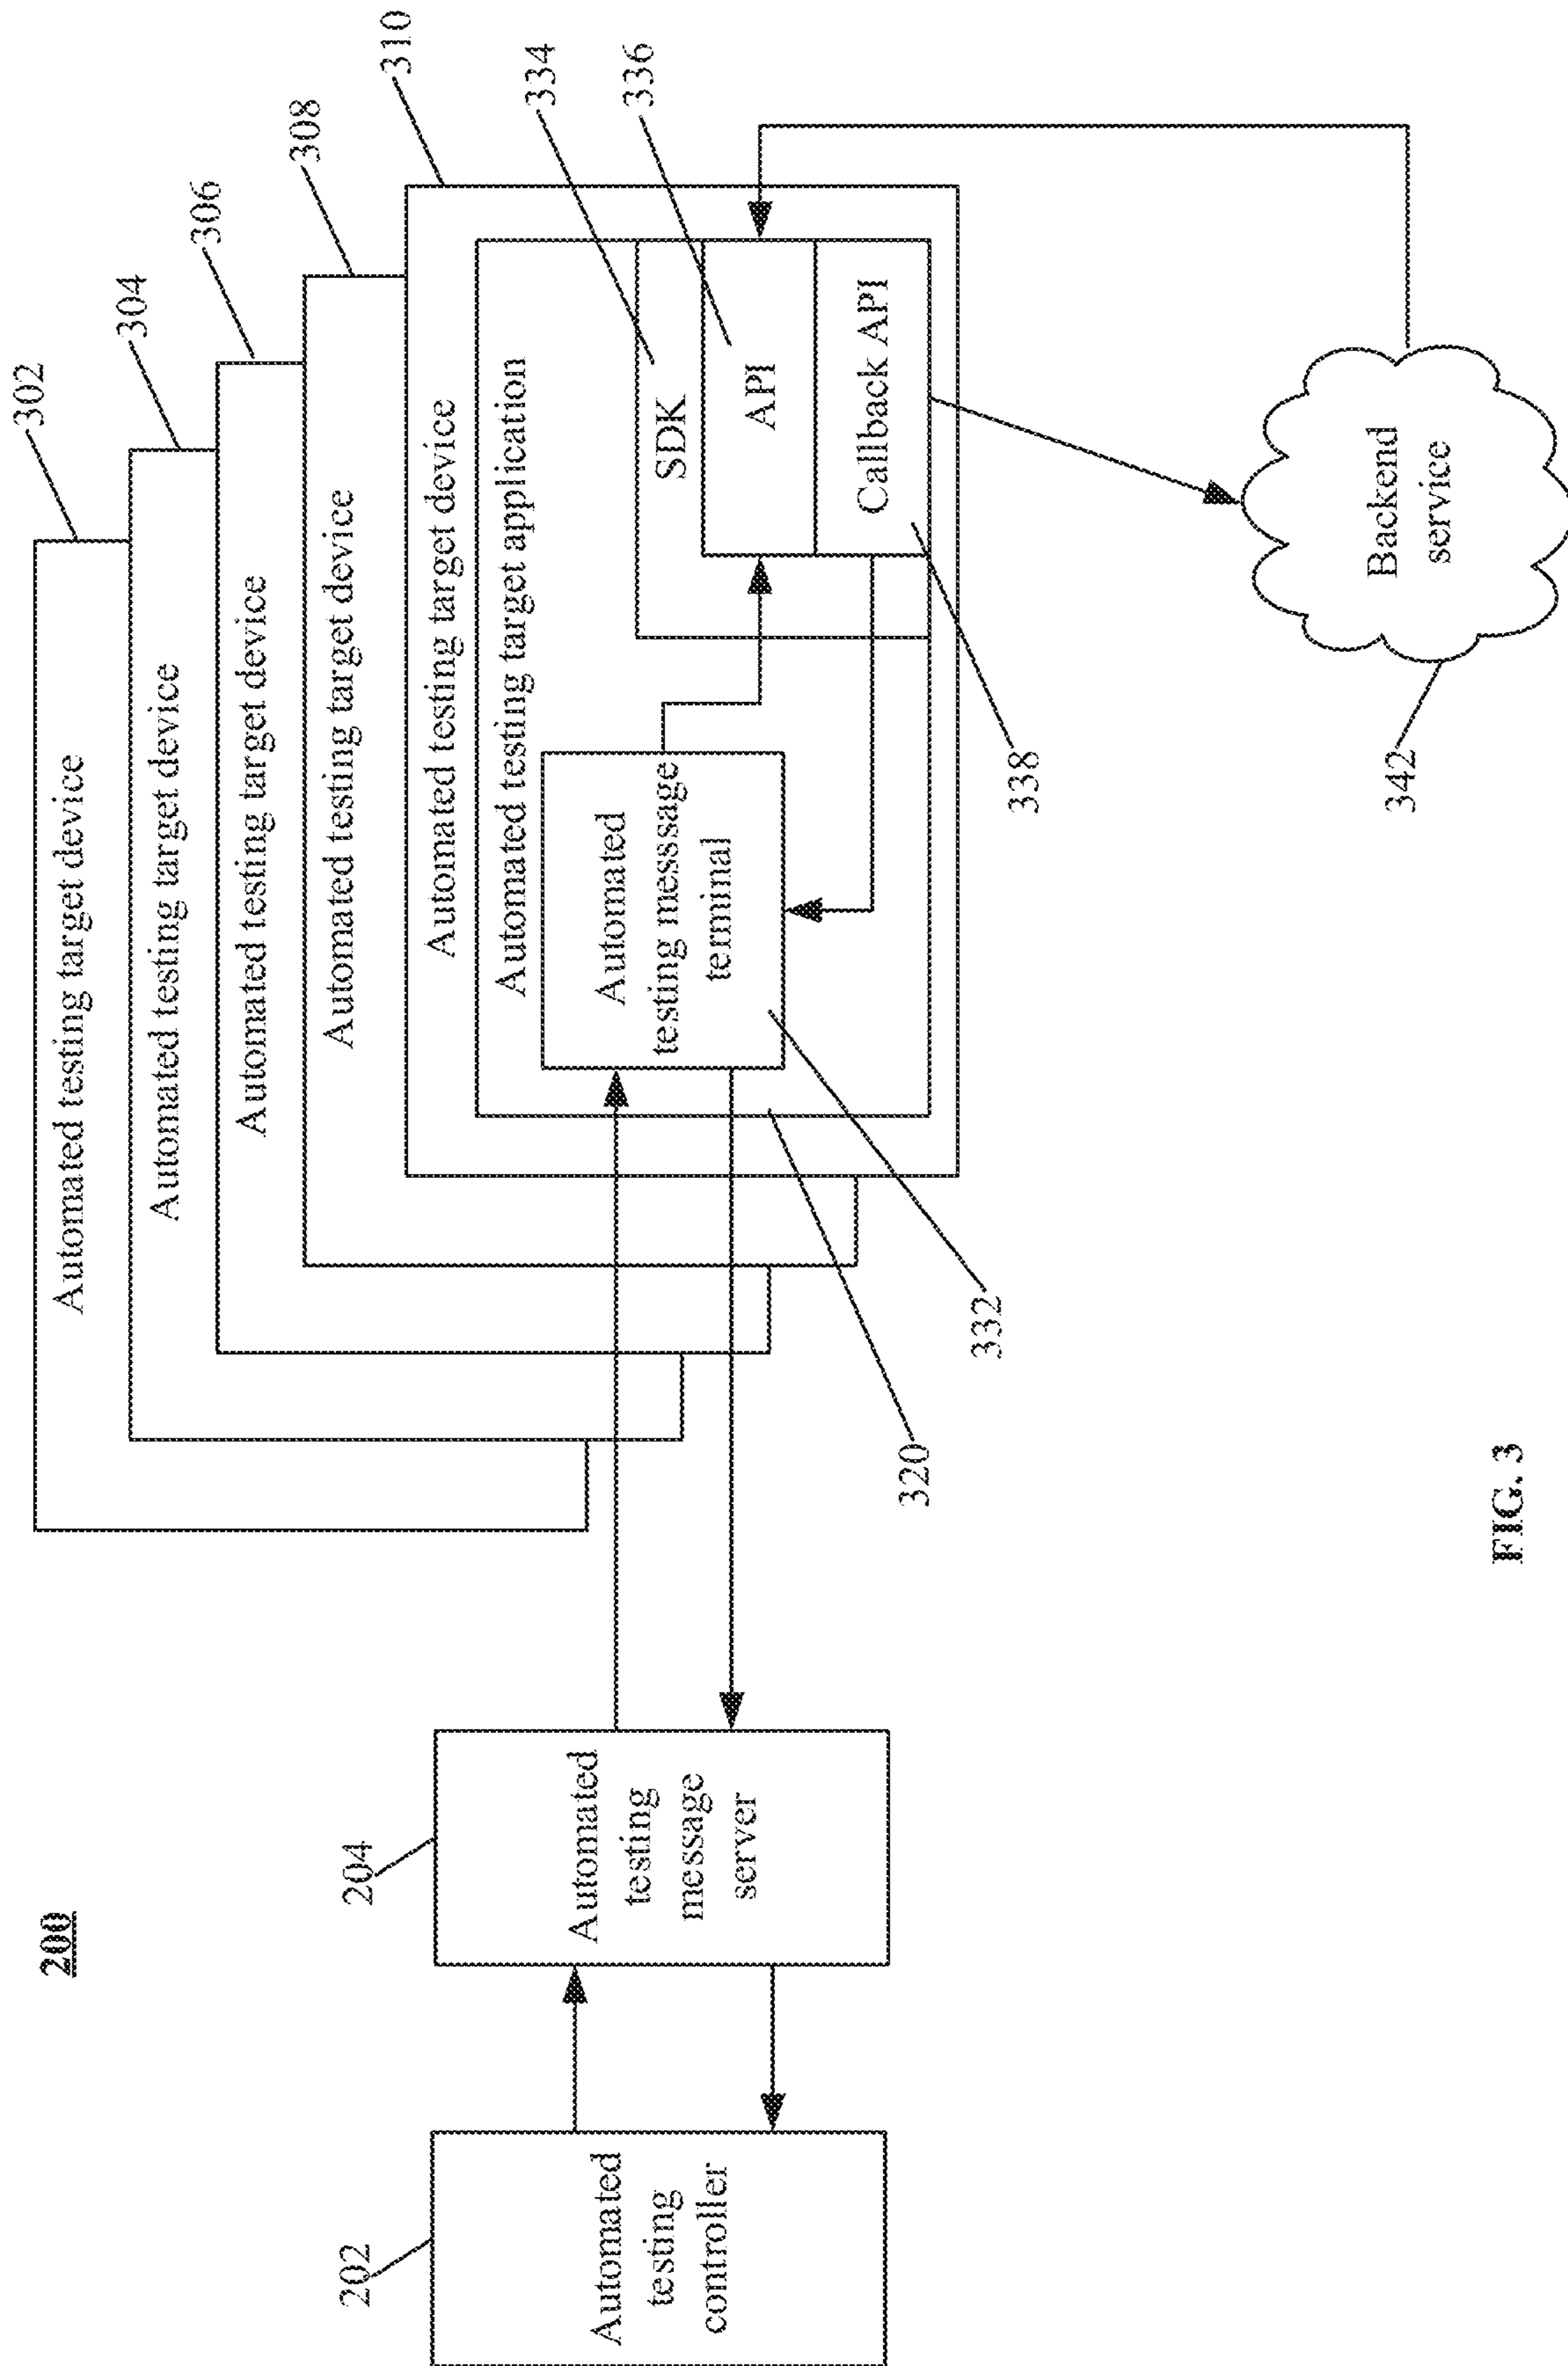 200
302
Automated testing target device
304
Automated testing target device
306
Automated testing target device
308
Automated testing target device
310
Automated testing target device
Automated testing target application
334
SDK
336
API
Callback API
338
Automated
testing messsage
terminal
332
320
202
Automated
testing
controller
204
Automated
testing
message
server
Backend
service
342
FIG. 3